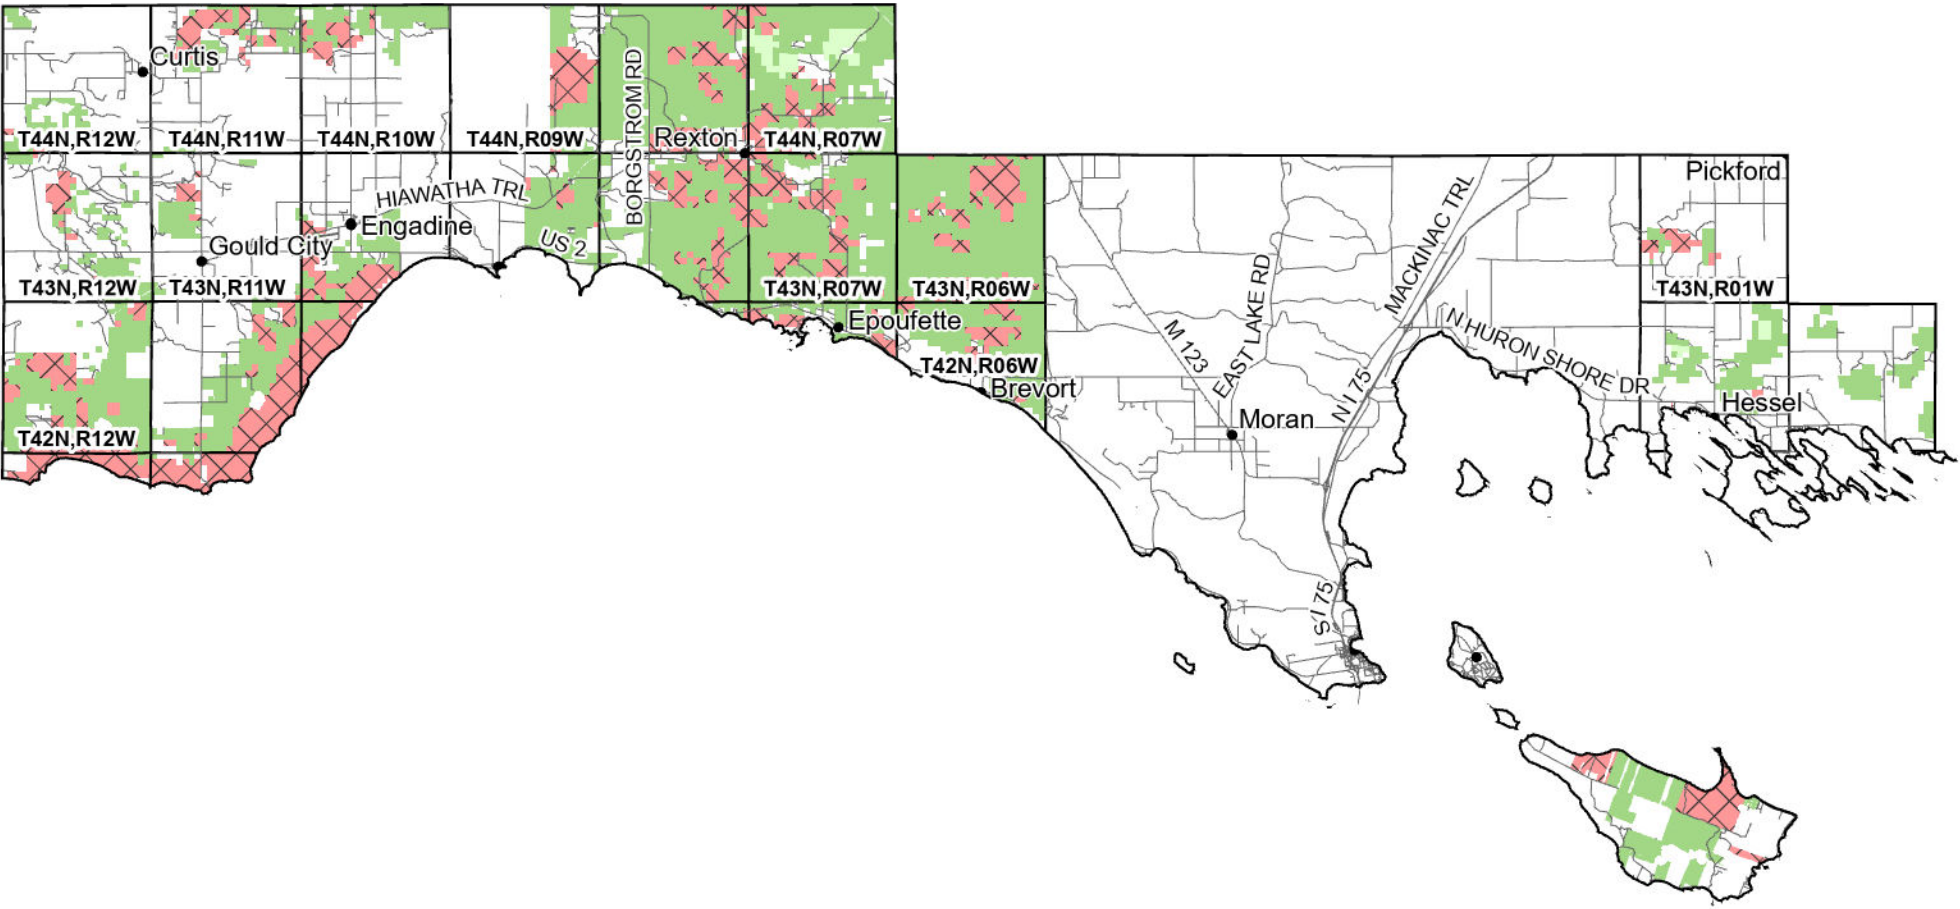 Curtis
BORGSTROM RD
T44N,R12W
T44N,R11W
T44N,R10W
T44N,R09W
Rexton
T44N,R07W
Pickford
HIAWATHA TRL
Engadine
MACKINAC TRL
Gould City
US 2
EAST LAKE RD
T43N,R12W
T43N,R11W
T43N,R07W
T43N,R06W
T43N,R01W
Epoufette
M 123
N HURON SHORE DR
T42N,R06W
Brevort
N I 75
Hessel
Moran
T42N,R12W
S I 75